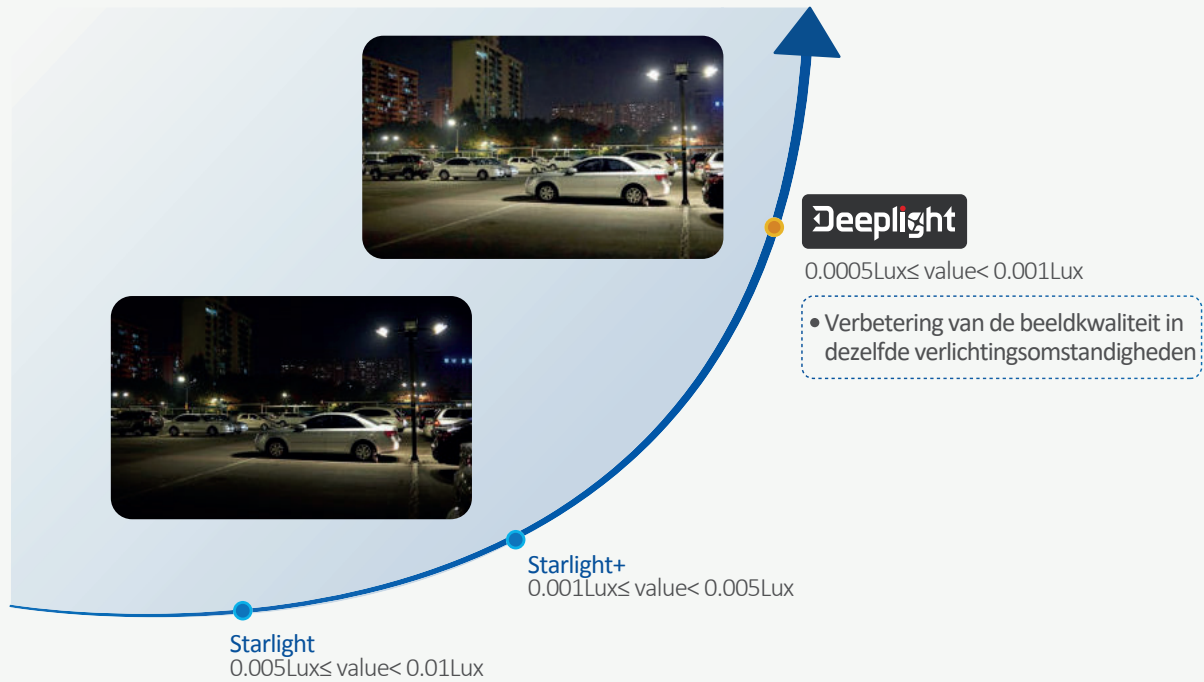 Deeplight
0.0005Lux≤ value< 0.001Lux
• Verbetering van de beeldkwaliteit in
dezelfde verlichtingsomstandigheden
Starlight+
0.001Lux≤ value< 0.005Lux
Starlight
0.005Lux≤ value< 0.01Lux